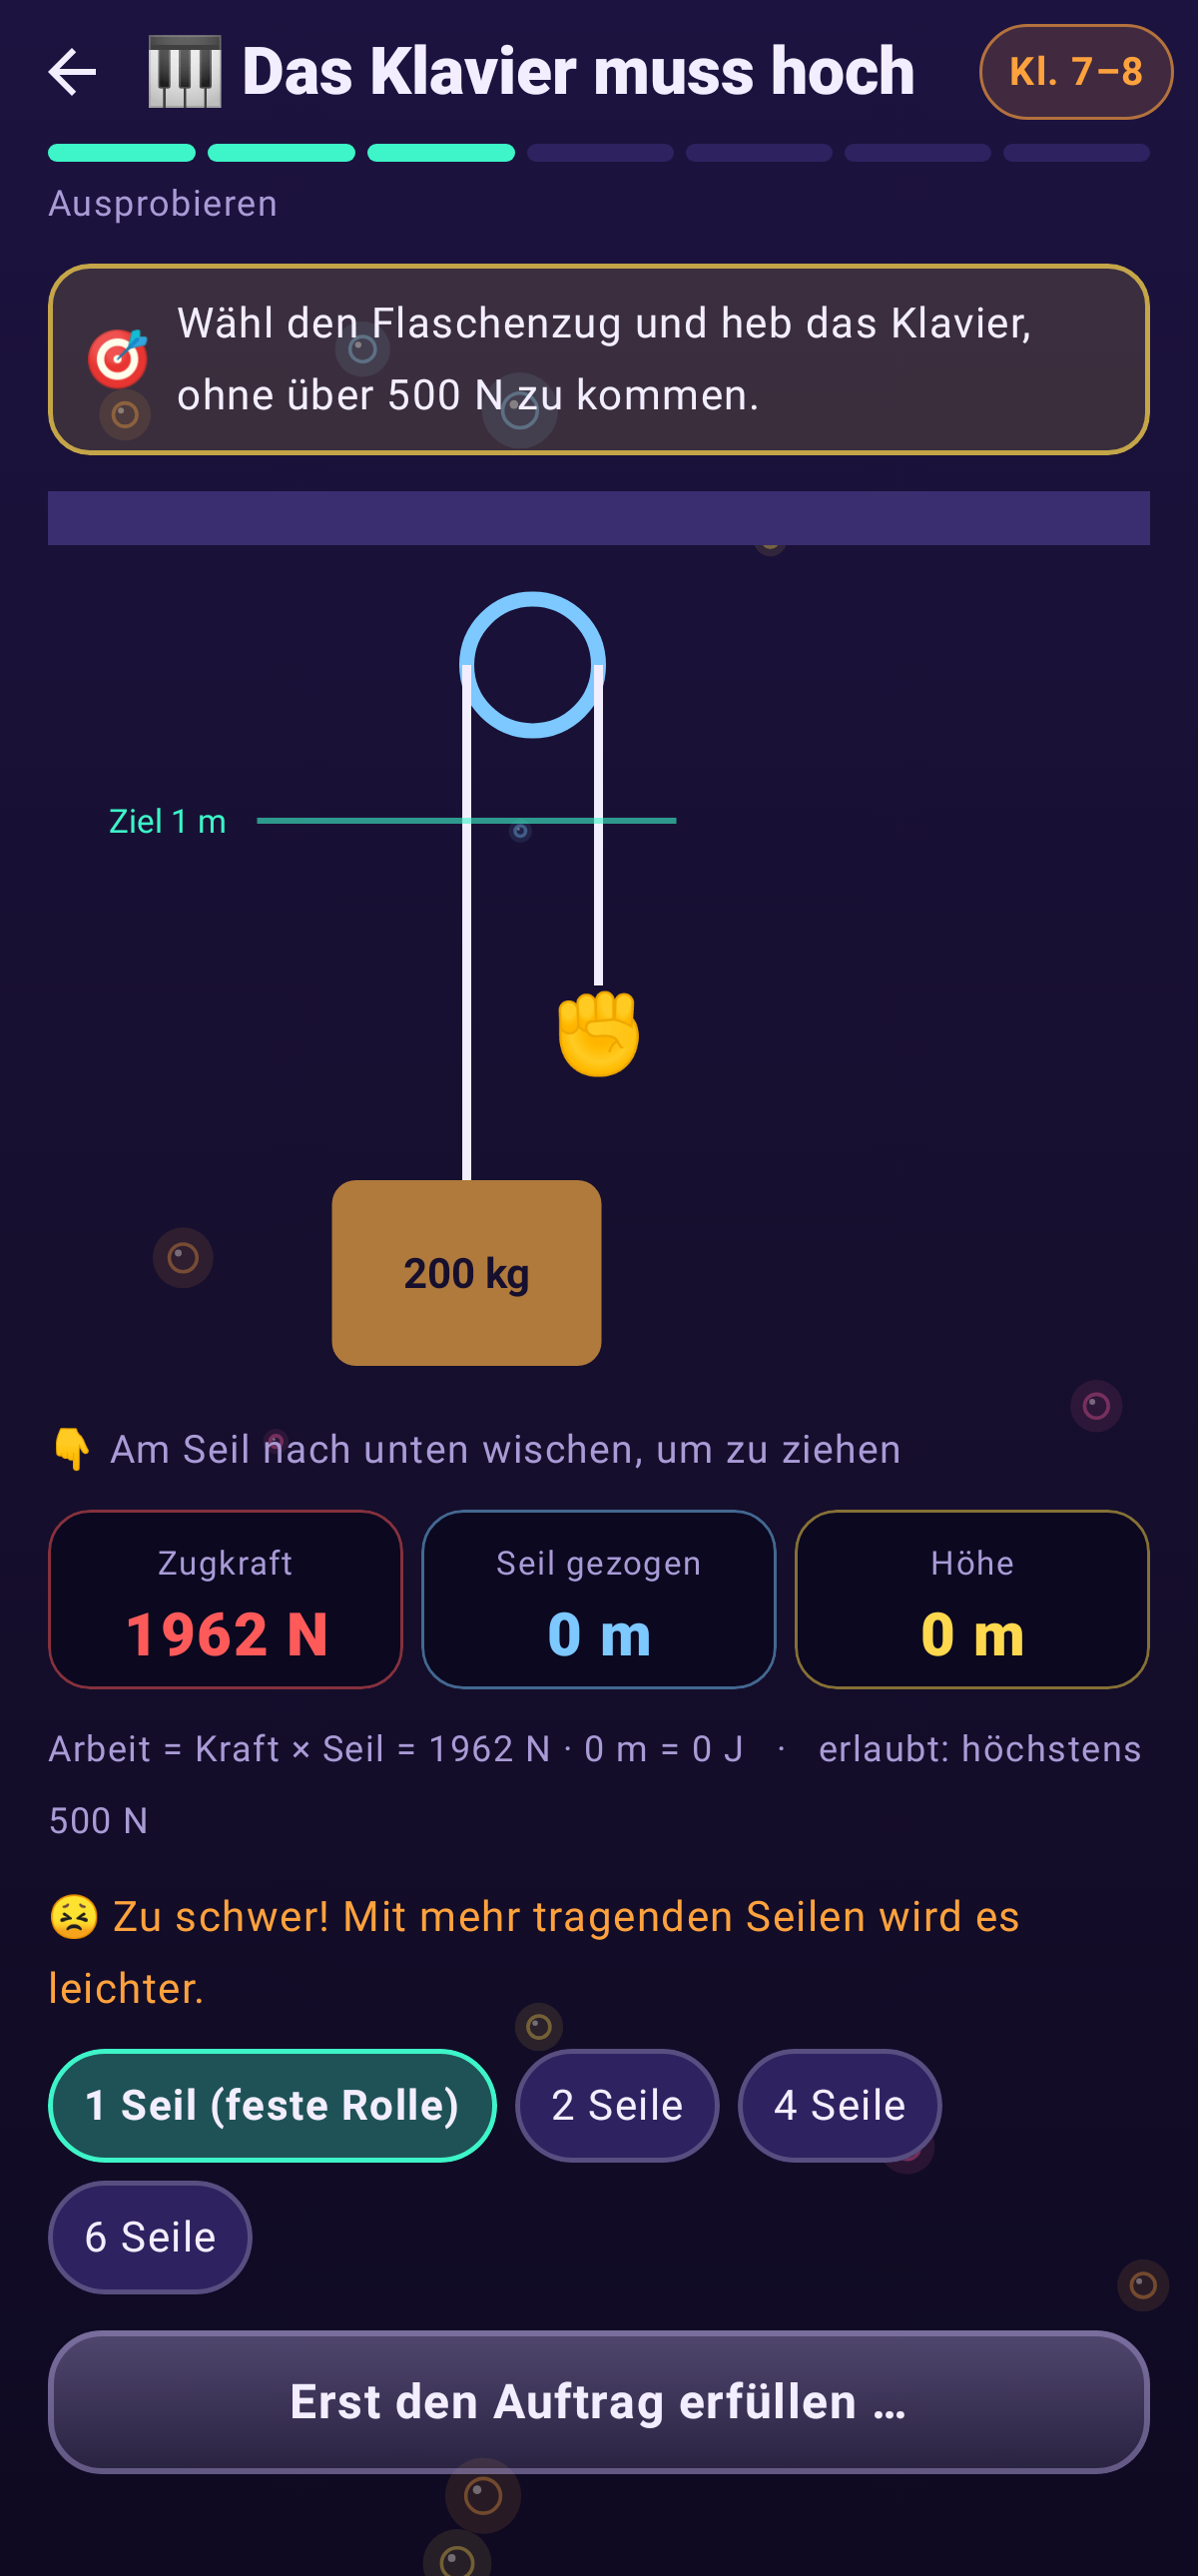 Das Klavier muss hoch
Kl. 7–8
Ausprobieren
Wähl den Flaschenzug und heb das Klavier,
ohne über 500 N zu kommen.
Ziel 1 m
200 kg
Am Seil nach unten wischen, um zu ziehen
Zugkraft
1962 N
Seil gezogen
0 m
Höhe
0 m
Arbeit = Kraft × Seil = 1962 N · 0 m = 0 J · erlaubt: höchstens
500 N
Zu schwer! Mit mehr tragenden Seilen wird es
leichter.
1 Seil (feste Rolle)
2 Seile
4 Seile
6 Seile
Erst den Auftrag erfüllen …